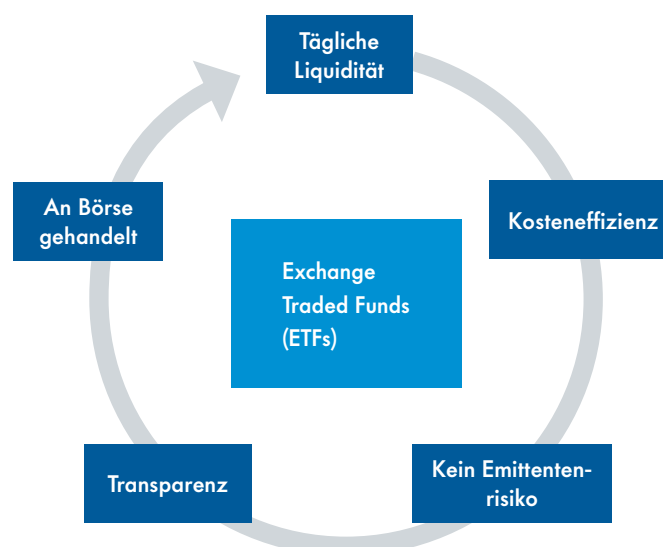 Tägliche
Liquidität
An Börse
gehandelt
Kosteneffizienz
Exchange
Traded Funds
(ETFs)
Transparenz
Kein Emittenten-
risiko